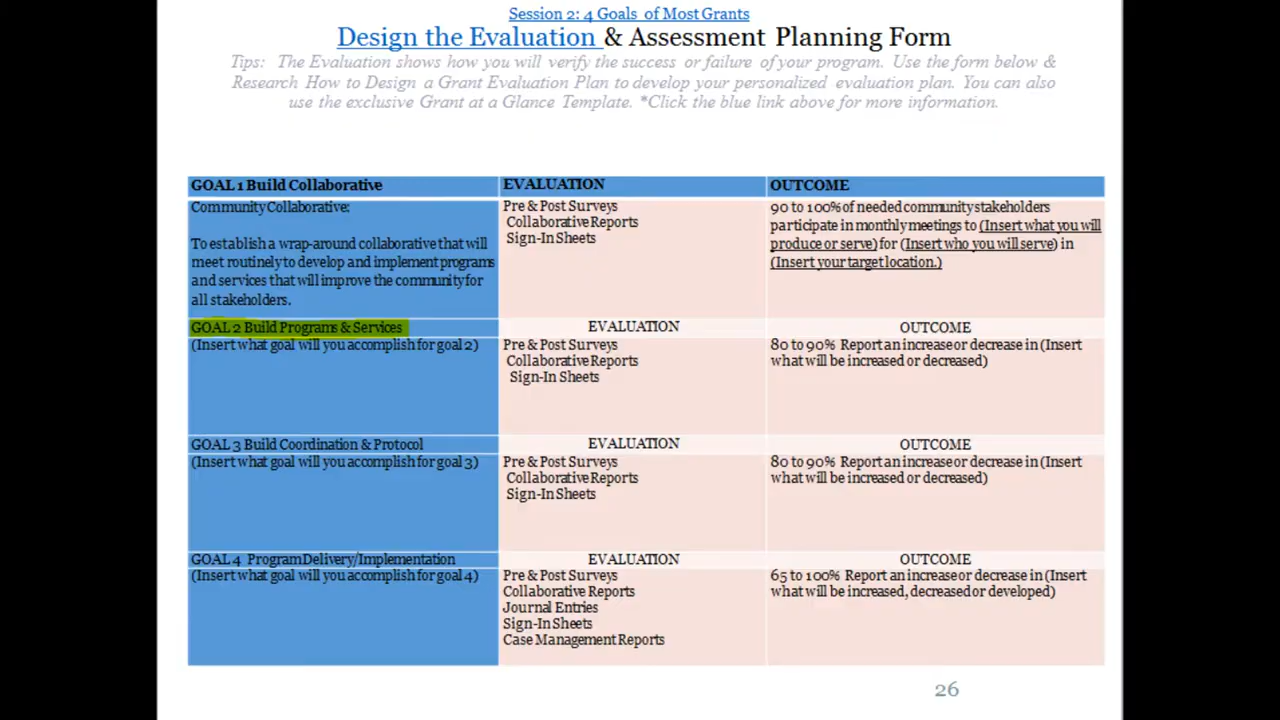 Session 2: 4 Goals of Most Grants
Design the Evaluation & Assessment Planning Form
Tips: The Evaluation shows how you will verify the success or failure of your program. Use the form below &
Research How to Design a Grant Evaluation Plan to develop your personalized evaluation plan. You can also
use the exclusive Grant at a Glance Template. *Click the blue link above for more information.
GOAL 1 Build Collaborative
EVALUATION
OUTCOME
Community Collaborative:
To establish a wrap-around collaborative that will
meet routinely to develop and implement programs
and services that will improve the community for
all stakeholders.
Pre & Post Surveys
Collaborative Reports
Sign-In Sheets
90 to 100% of needed community stakeholders
participate in monthly meetings to (Insert what you will
produce or serve) for (Insert who you will serve) in
(Insert your target location.)
GOAL 2 Build Programs & Services
EVALUATION
OUTCOME
(Insert what goal will you accomplish for goal 2)
Pre & Post Surveys
Collaborative Reports
Sign-In Sheets
80 to 90% Report an increase or decrease in (Insert
what will be increased or decreased)
GOAL 3 Build Coordination & Protocol
EVALUATION
OUTCOME
(Insert what goal will you accomplish for goal 3)
Pre & Post Surveys
Collaborative Reports
Sign-In Sheets
80 to 90% Report an increase or decrease in (Insert
what will be increased or decreased)
GOAL 4 Program Delivery/Implementation
EVALUATION
OUTCOME
(Insert what goal will you accomplish for goal 4)
Pre & Post Surveys
Collaborative Reports
Journal Entries
Sign-In Sheets
Case Management Reports
65 to 100% Report an increase or decrease in (Insert
what will be increased, decreased or developed)
26